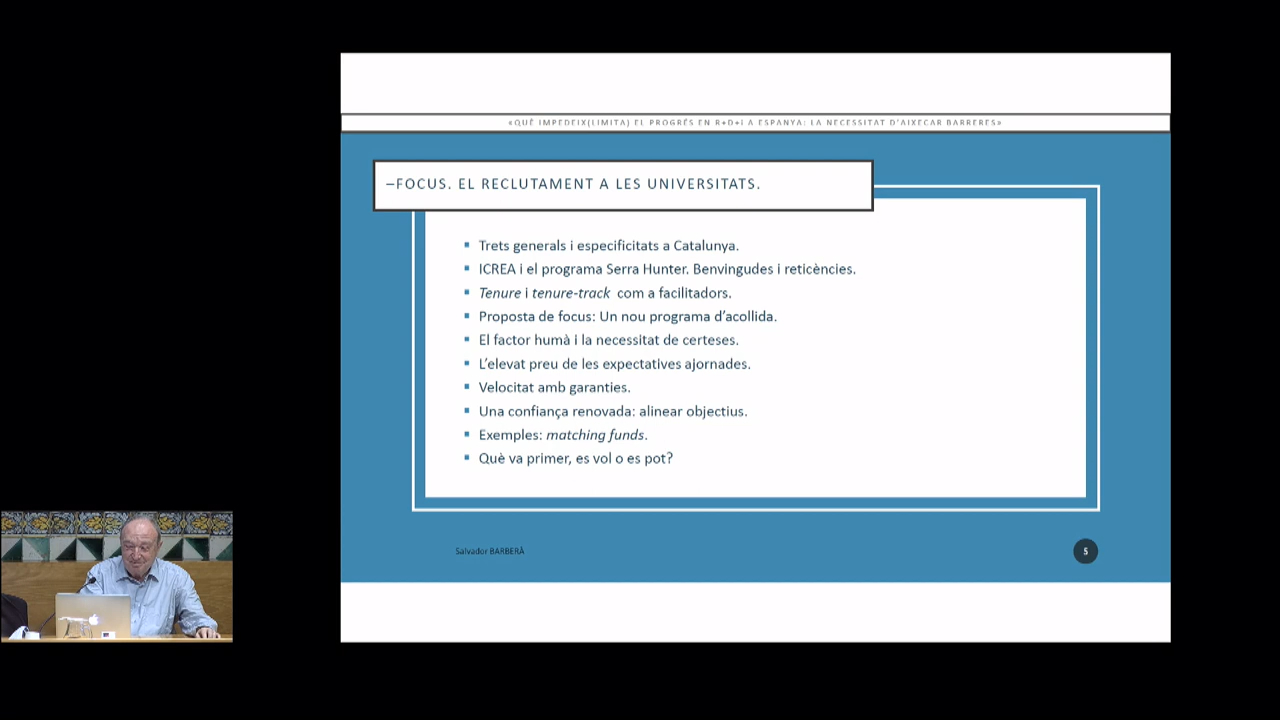 «QUÈ IMPEDEIX(LIMITA) EL PROGRÉS EN R+D+I A ESPANYA: LA NECESSITAT D'AIXECAR BARRERES»
–FOCUS. EL RECLUTAMENT A LES UNIVERSITATS.
Trets generals i especificitats a Catalunya.
ICREA i el programa Serra Hunter. Benvingudes i reticències.
Tenure i tenure-track com a facilitadors.
Proposta de focus: Un nou programa d'acollida.
El factor humà i la necessitat de certeses.
L'elevat preu de les expectatives ajornades.
Velocitat amb garanties.
Una confiança renovada: alinear objectius.
Exemples: matching funds.
Què va primer, es vol o es pot?
Salvador BARBERÀ
5